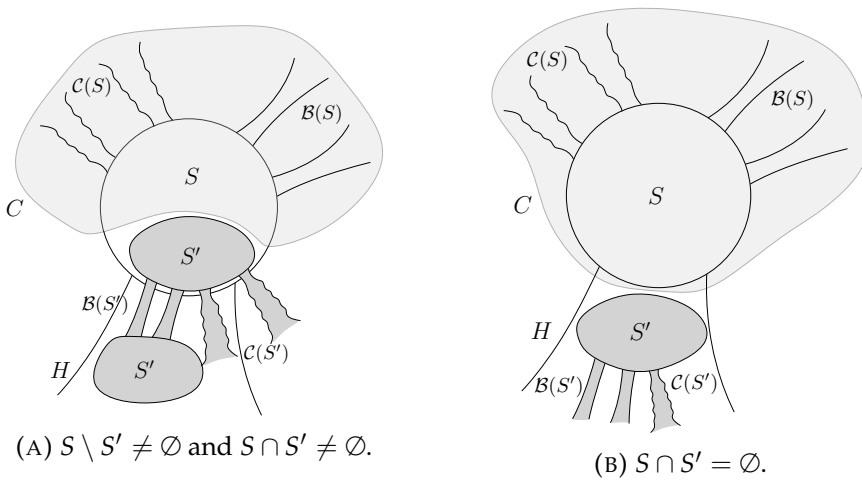 𝒞(S)
ℬ(S)
S
C
S′
ℬ(S′)
𝒞(S′)
H
S′
(A) S \ S′ ≠ ∅ and S ∩ S′ ≠ ∅.
𝒞(S)
ℬ(S)
S
C
S′
H
ℬ(S′)
𝒞(S′)
(B) S ∩ S′ = ∅.